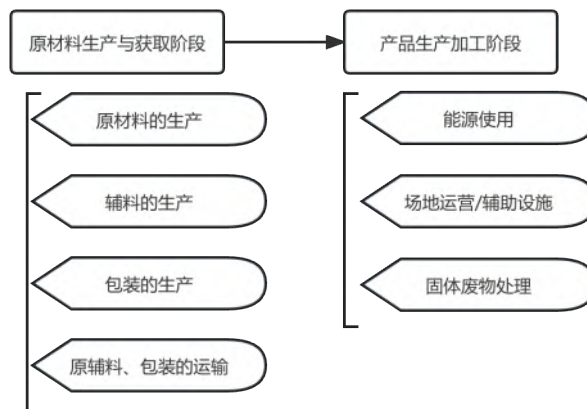 原材料生产与获取阶段
产品生产加工阶段
原材料的生产
辅料的生产
包装的生产
原辅料、包装的运输
能源使用
场地运营/辅助设施
固体废物处理